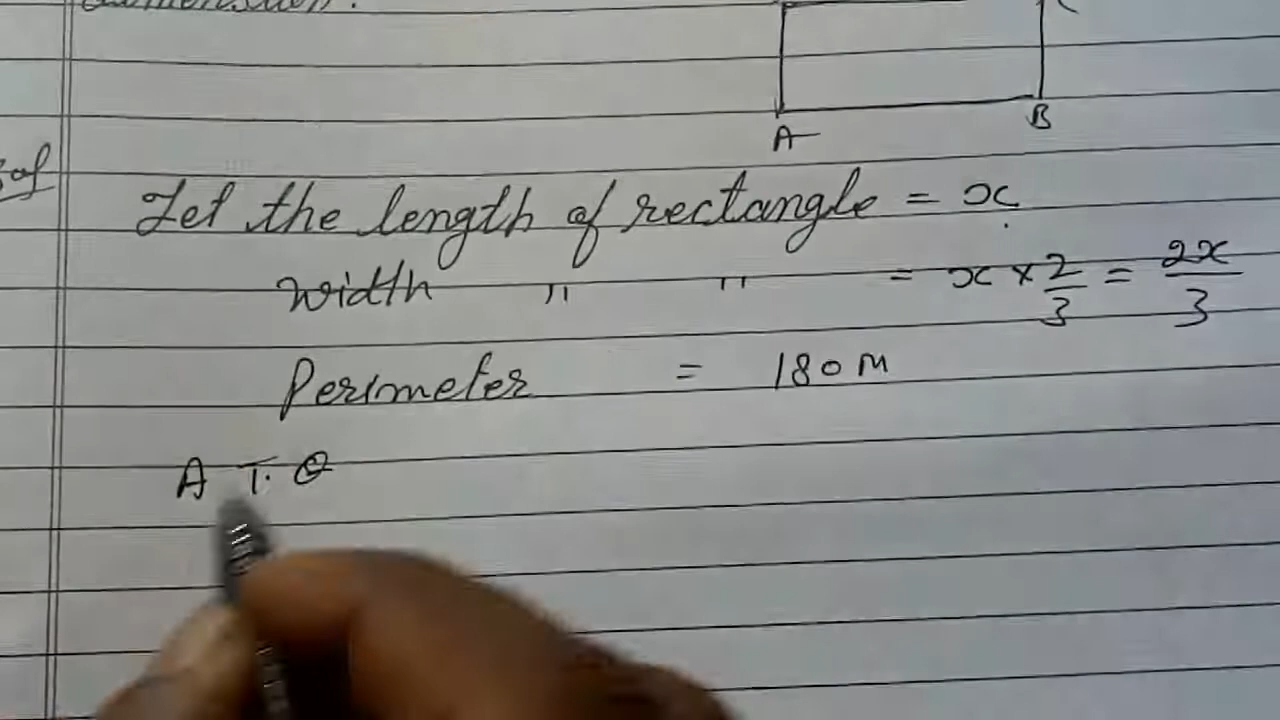 A B
Let the length of rectangle = x
width " " = x × 2/3 = 2x/3
Perimeter = 180 M
A T. Q